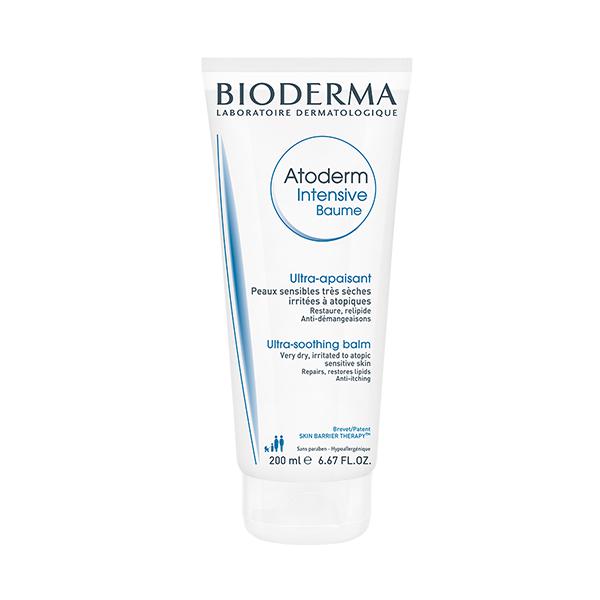 BIODERMA
LABORATOIRE DERMATOLOGIQUE
Atoderm
Intensive
Baume
Ultra-apaisant
Peaux sensibles très sèches
irritées à atopiques
Restaure, relipide
Anti-démangeaisons
Ultra-soothing balm
Very dry, irritated to atopic
sensitive skin
Repairs, restores lipids
Anti-itching
Brevet/Patent
SKIN BARRIER THERAPY™
Sans paraben - Hypoallergénique
200 ml ℮ 6.67 FL.OZ.